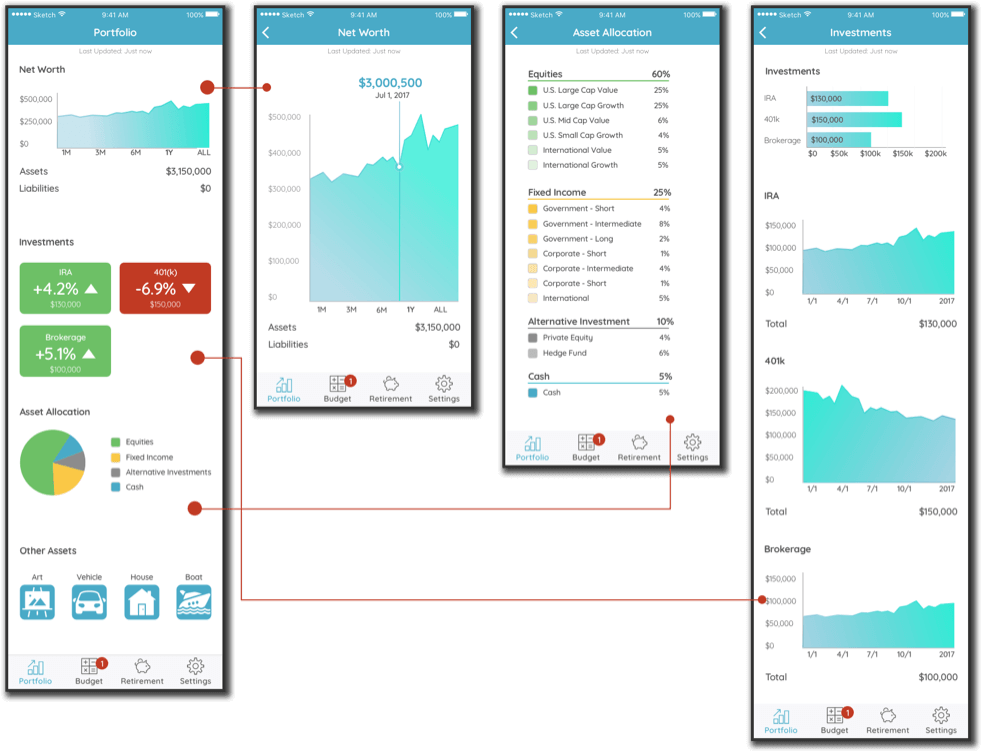 Sketch 9:41 AM 100%
Portfolio
Last Updated: Just now
Net Worth
$500,000
$250,000
$0
1M 3M 6M 1Y ALL
Assets $3,150,000
Liabilities $0
Investments
IRA 401(k)
+4.2% -6.9%
$130,000 $150,000
Brokerage
+5.1%
$100,000
Asset Allocation
Equities
Fixed Income
Alternative Investments
Cash
Other Assets
Art Vehicle House Boat
1
Portfolio Budget Retirement Settings
Sketch 9:41 AM 100%
Net Worth
Last Updated: Just now
$3,000,500
Jul 1, 2017
$500,000
$400,000
$300,000
$200,000
$100,000
$0
1M 3M 6M 1Y ALL
Assets $3,150,000
Liabilities $0
1
Portfolio Budget Retirement Settings
Sketch 9:41 AM 100%
Asset Allocation
Last Updated: Just now
Equities 60%
U.S. Large Cap Value 25%
U.S. Large Cap Growth 25%
U.S. Mid Cap Value 6%
U.S. Small Cap Growth 4%
International Value 5%
International Growth 5%
Fixed Income 25%
Government - Short 4%
Government - Intermediate 8%
Government - Long 2%
Corporate - Short 1%
Corporate - Intermediate 4%
Corporate - Short 1%
International 5%
Alternative Investment 10%
Private Equity 4%
Hedge Fund 6%
Cash 5%
Cash 5%
1
Portfolio Budget Retirement Settings
Sketch 9:41 AM 100%
Investments
Last Updated: Just now
Investments
IRA $130,000
401k $150,000
Brokerage $100,000
$0 $50k $100k $150k $200k
IRA
$150,000
$100,000
$50,000
$0
1/1 4/1 7/1 10/1 2017
Total $130,000
401k
$200,000
$150,000
$100,000
$50,000
$0
1/1 4/1 7/1 10/1 2017
Total $150,000
Brokerage
$150,000
$100,000
$50,000
$0
1/1 4/1 7/1 10/1 2017
Total $100,000
1
Portfolio Budget Retirement Settings